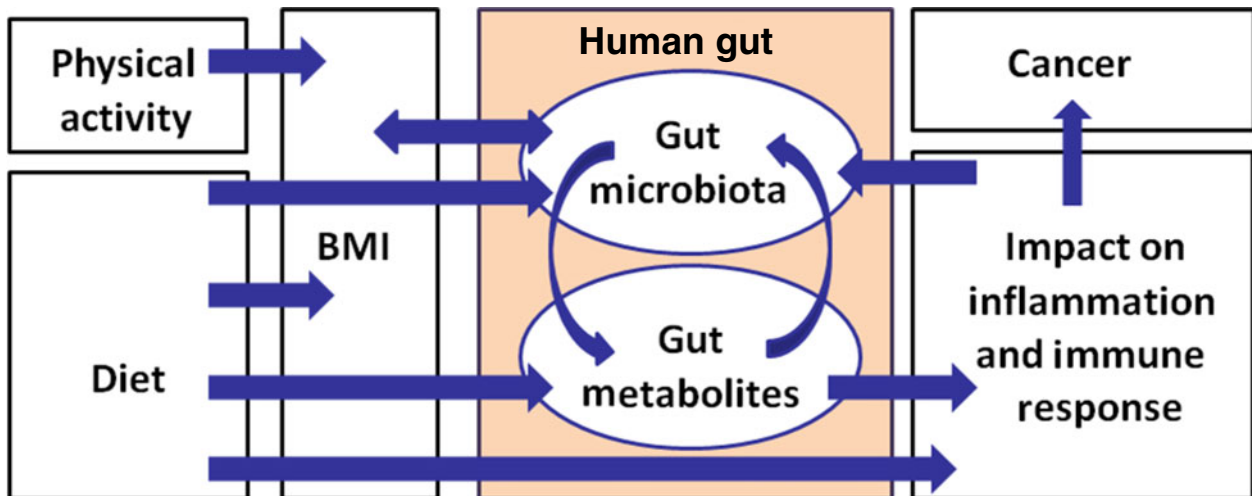 Physical
activity
Diet
BMI
Human gut
Gut
microbiota
Gut
metabolites
Cancer
Impact on
inflammation
and immune
response